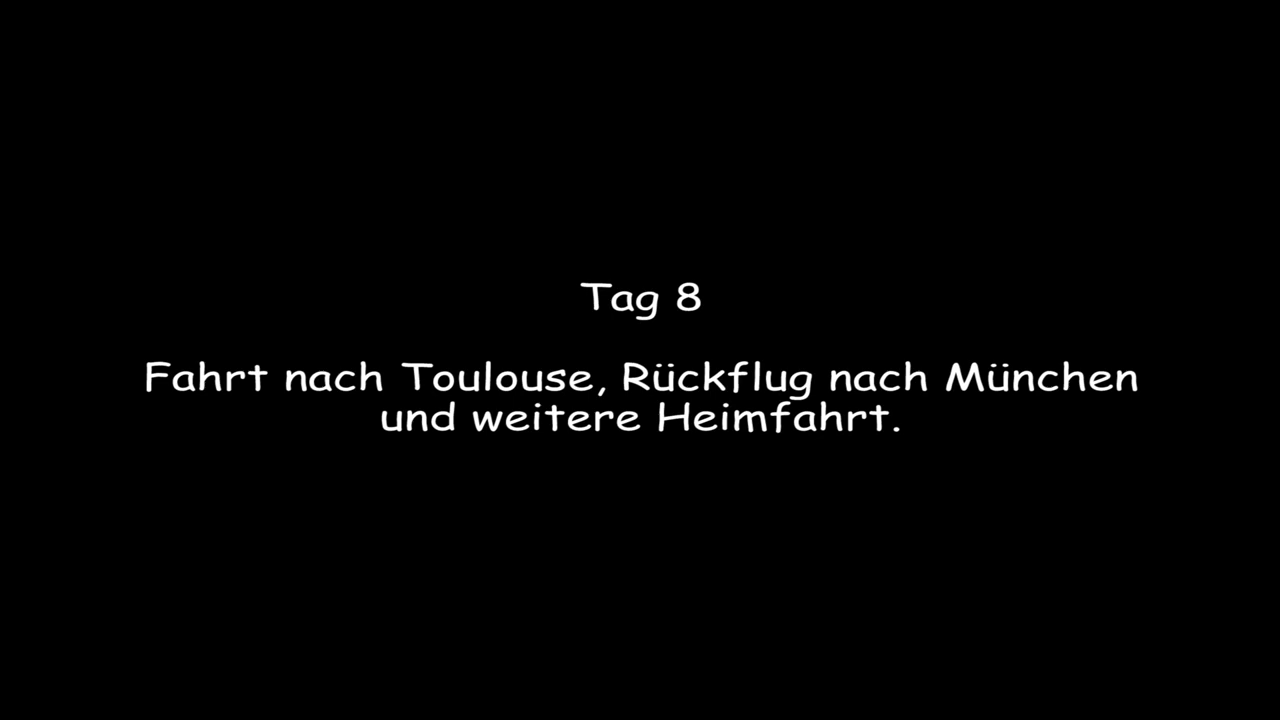 Tag 8
Fahrt nach Toulouse, Rückflug nach München
und weitere Heimfahrt.